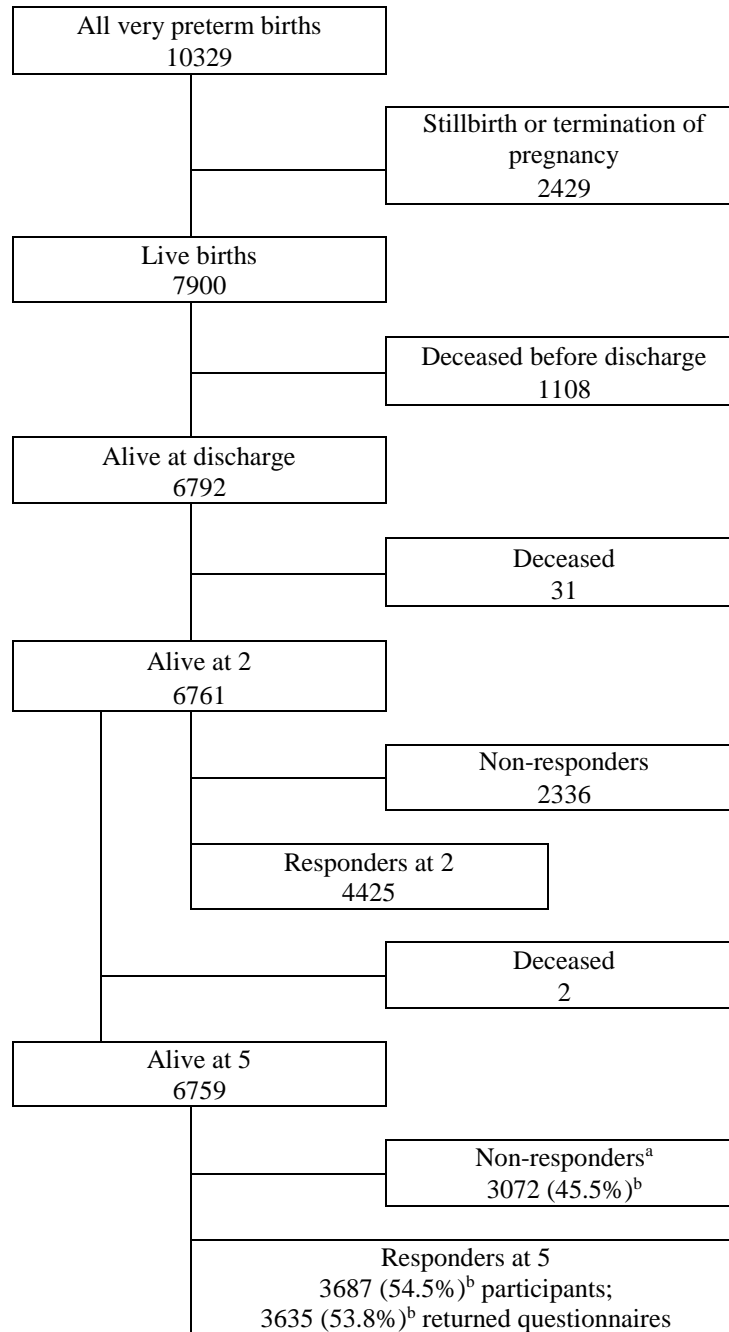 All very preterm births
10329
Stillbirth or termination of
pregnancy
2429
Live births
7900
Deceased before discharge
1108
Alive at discharge
6792
Deceased
31
Alive at 2
6761
Non-responders
2336
Responders at 2
4425
Deceased
2
Alive at 5
6759
Non-respondersᵃ
3072 (45.5%)ᵇ
Responders at 5
3687 (54.5%)ᵇ participants;
3635 (53.8%)ᵇ returned questionnaires